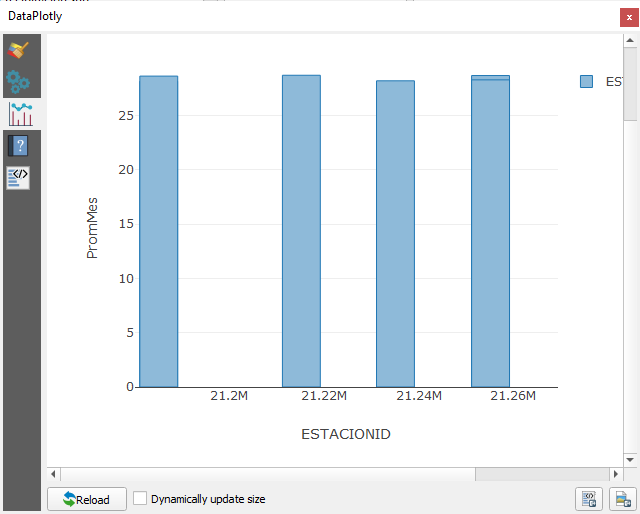 DataPlotly
x
EST
25
20
15
10
5
0
PromMes
21.2M 21.22M 21.24M 21.26M
ESTACIONID
Reload
Dynamically update size